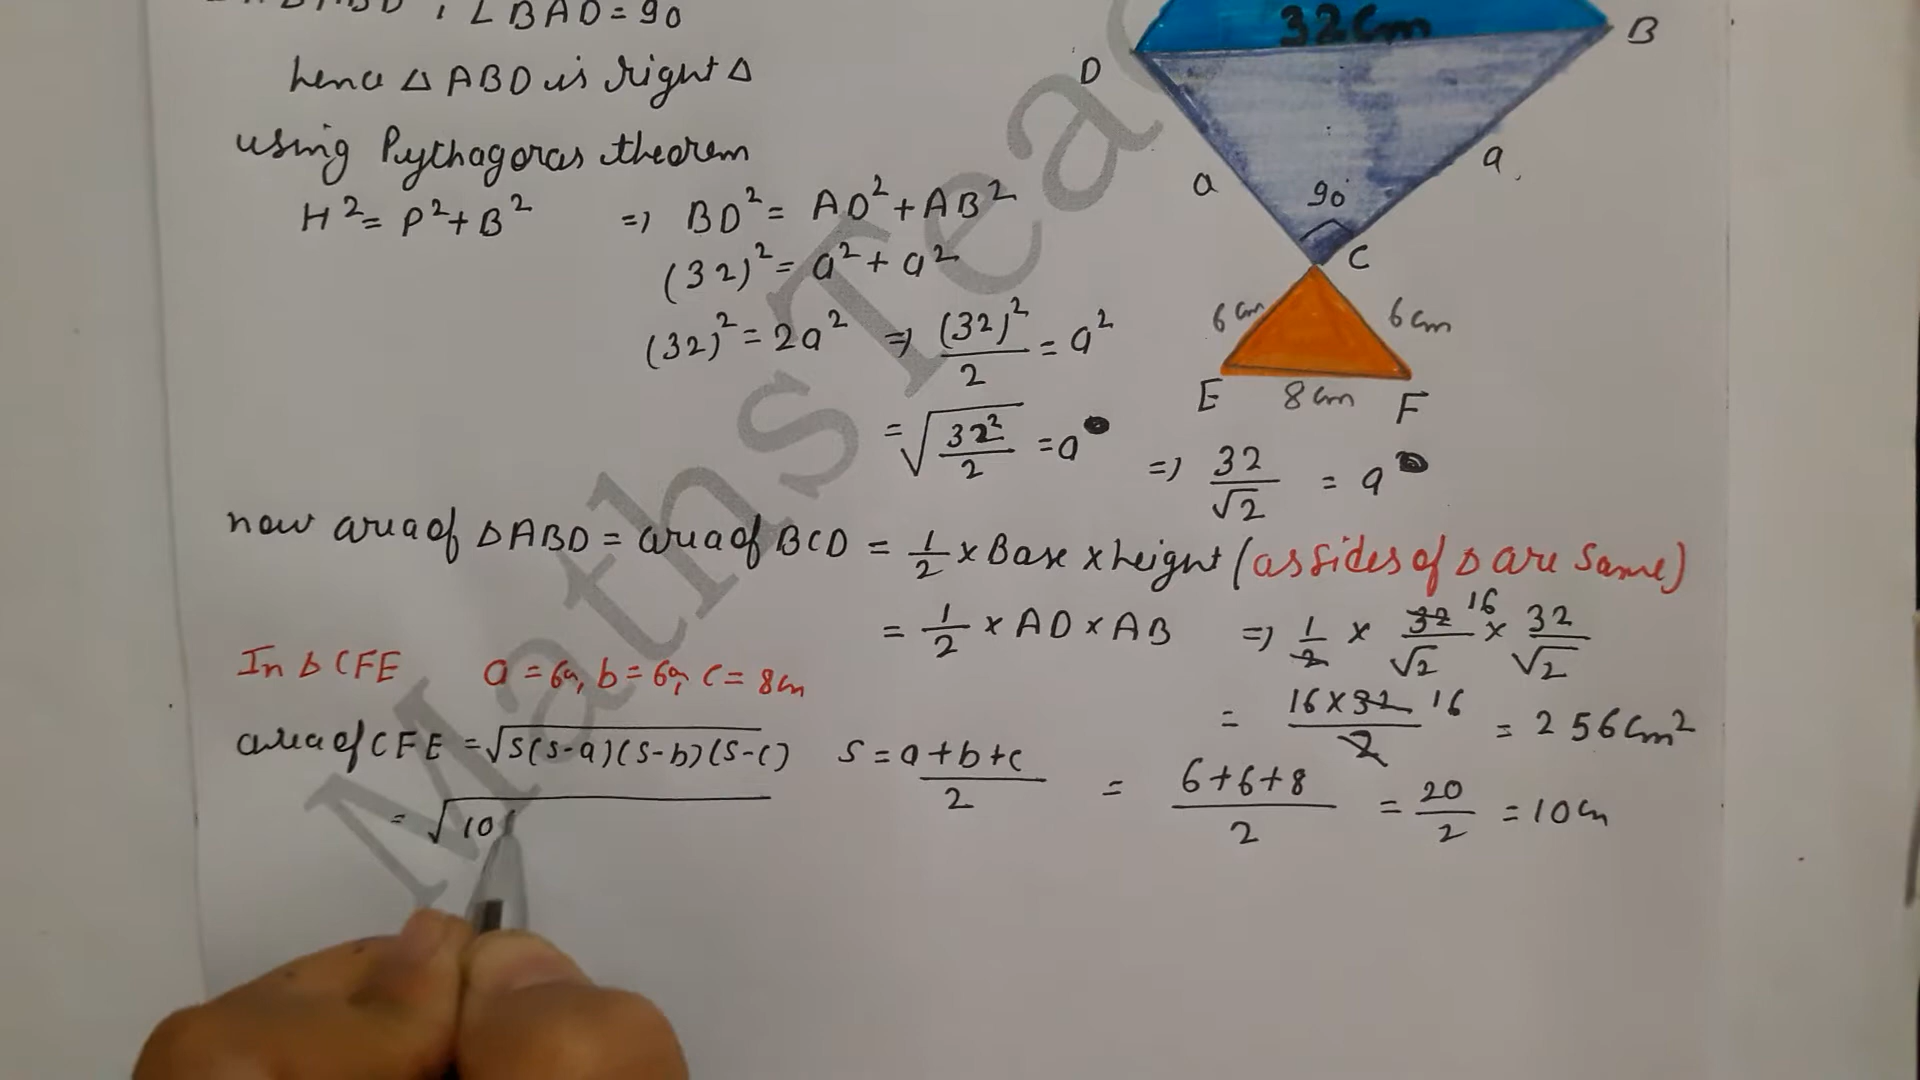 ∠BAD=90
hence △ABD is right △
using Pythagoras theorem
H²= P²+B² ⇒ BD²= AD²+AB²
(32)²= a²+a²
(32)²=2a² ⇒ (32)²/2 = a²
=√(32²/2) =a ⇒ 32/√2 = a
now area of △ABD = area of BCD = 1/2 × Base × height (as sides of △ are same)
= 1/2 × AD × AB ⇒ 1/2 × 32/√2 16 × 32/√2
= 16×32/2 16 = 256cm²
In △CFE a=6cm, b=6cm, c=8cm
area of CFE =√s(s-a)(s-b)(s-c) S = a+b+c/2 = 6+6+8/2 = 20/2 = 10cm
= √10(
32cm
D
B
a
a
90°
C
6cm
6cm
E
8cm
F
Maths Tea